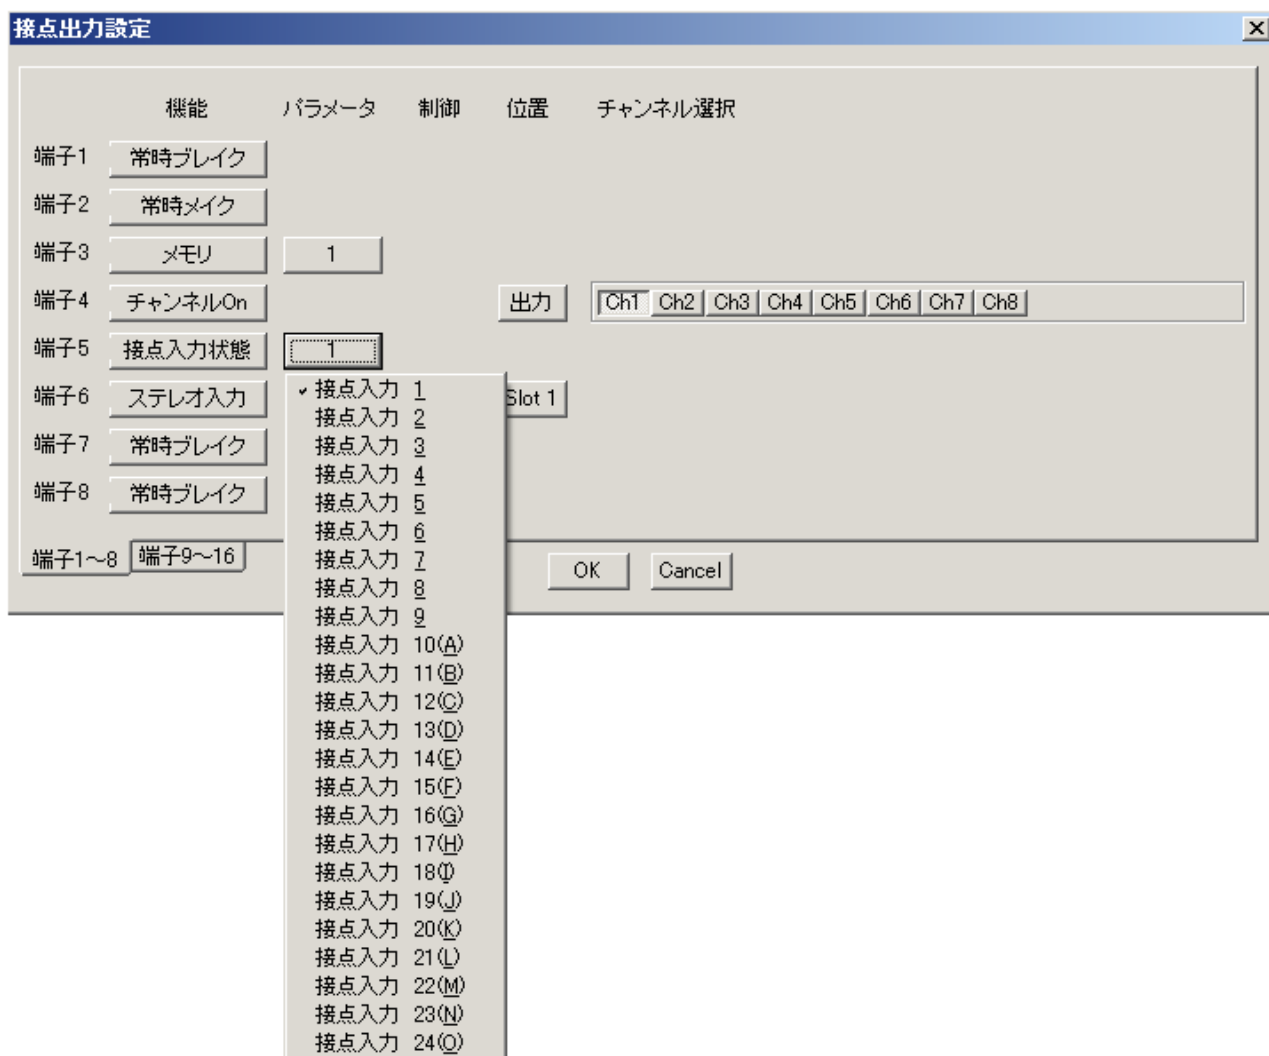 接点出力設定
機能 パラメータ 制御 位置 チャンネル選択
端子1 常時ブレイク
端子2 常時メイク
端子3 メモリ 1
端子4 チャンネルOn 出力 Ch1 Ch2 Ch3 Ch4 Ch5 Ch6 Ch7 Ch8
端子5 接点入力状態 1
端子6 ステレオ入力 Slot 1
端子7 常時ブレイク
端子8 常時ブレイク
端子1～8 端子9～16
OK Cancel
✓接点入力 1
接点入力 2
接点入力 3
接点入力 4
接点入力 5
接点入力 6
接点入力 7
接点入力 8
接点入力 9
接点入力 10(A)
接点入力 11(B)
接点入力 12(C)
接点入力 13(D)
接点入力 14(E)
接点入力 15(F)
接点入力 16(G)
接点入力 17(H)
接点入力 18(I)
接点入力 19(J)
接点入力 20(K)
接点入力 21(L)
接点入力 22(M)
接点入力 23(N)
接点入力 24(O)